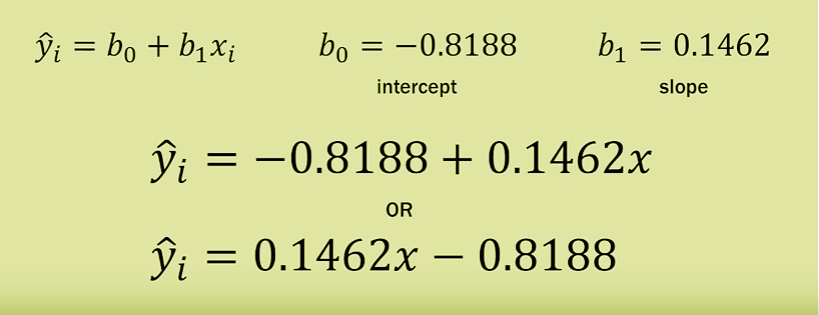 ŷᵢ = b₀ + b₁xᵢ b₀ = −0.8188 b₁ = 0.1462
intercept slope
ŷᵢ = −0.8188 + 0.1462x
OR
ŷᵢ = 0.1462x − 0.8188